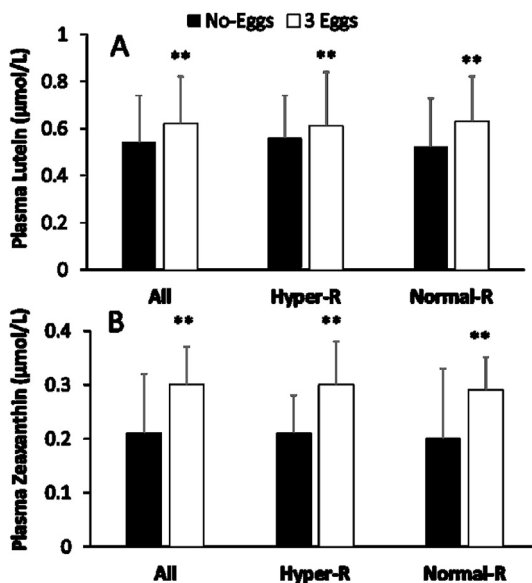 No-Eggs 3 Eggs
A
** ** **
Plasma Lutein (μmol/L)
1
0.8
0.6
0.4
0.2
0
All Hyper-R Normal-R
B
** ** **
Plasma Zeaxanthin (μmol/L)
0.4
0.3
0.2
0.1
0
All Hyper-R Normal-R